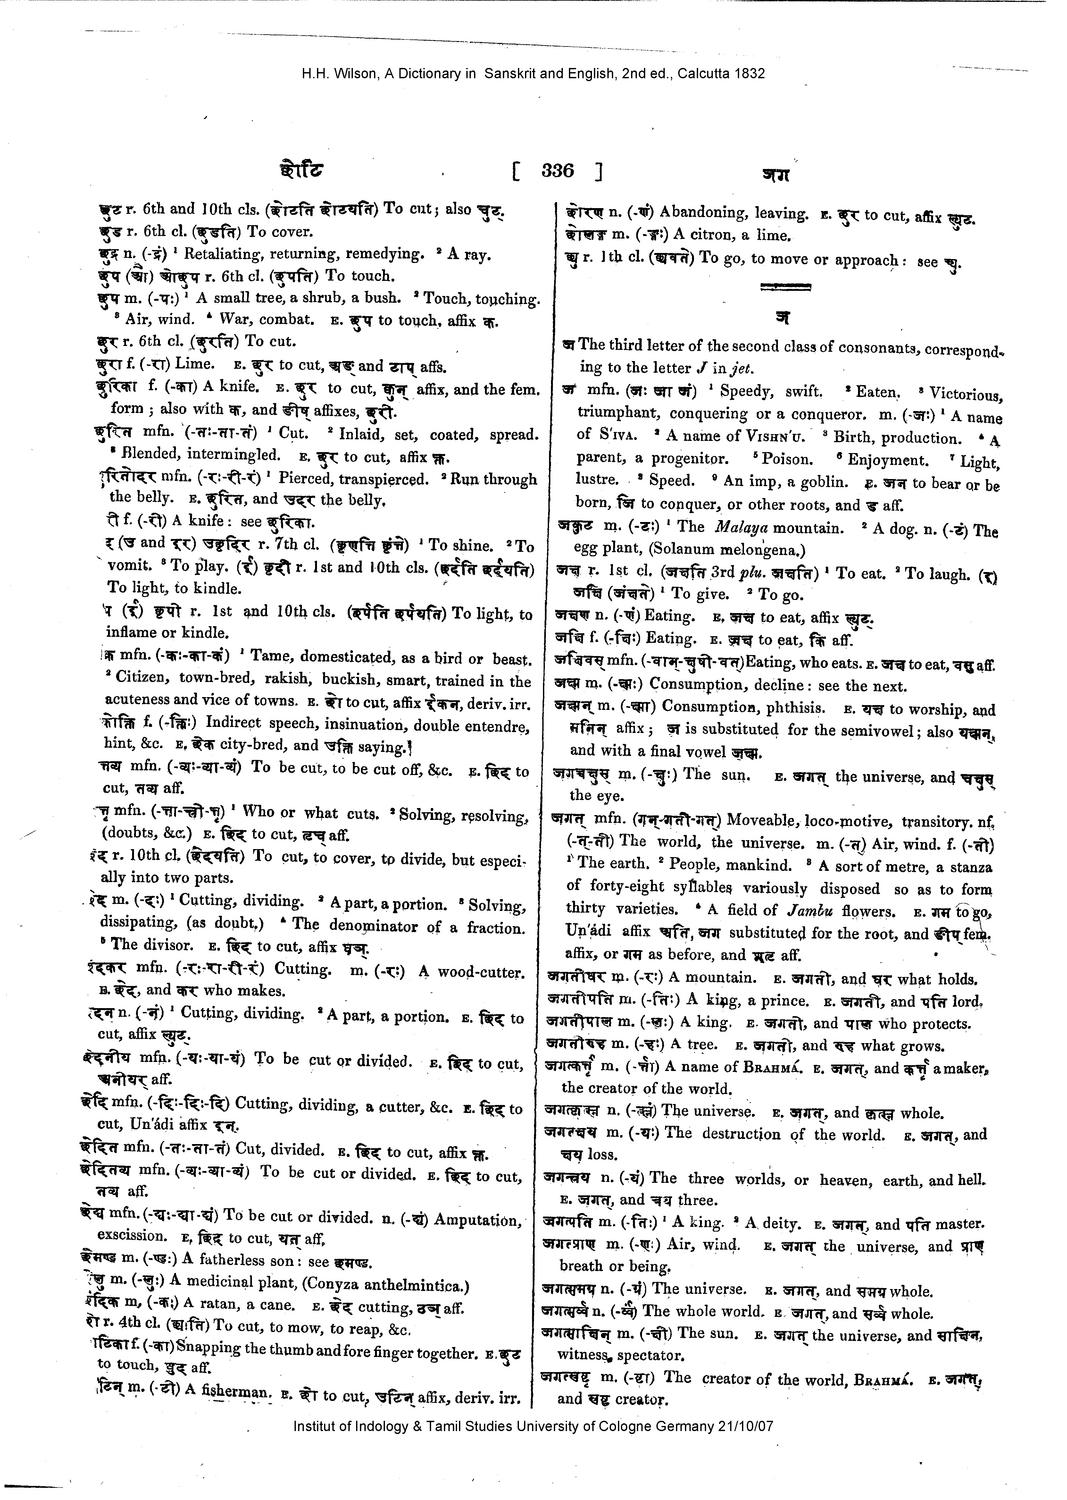 H.H. Wilson, A Dictionary in Sanskrit and English, 2nd ed., Calcutta 1832
छोटि [ 336 ] जग
छुट r. 6th and 10th cls. (छोटति छोटयति) To cut; also चुट्.
छुड r. 6th cl. (छुडति) To cover.
छुद्र n. (-द्रं) ¹ Retaliating, returning, remedying. ² A ray.
छुप (औ) औछुप r. 6th cl. (छुपति) To touch.
छुप m. (-पः) ¹ A small tree, a shrub, a bush. ² Touch, touching.
³ Air, wind. ⁴ War, combat. E. छुप to touch, affix क.
छुर r. 6th cl. (छुरति) To cut.
छुरा f. (-रा) Lime. E. छुर to cut, अङ् and टाप् affs.
छुरिका f. (-का) A knife. E. छुर to cut, क्वुन् affix, and the fem.
form; also with क, and ङीष् affixes, छुरी.
छुरित mfn. (-तः-ता-तं) ¹ Cut. ² Inlaid, set, coated, spread.
³ Blended, intermingled. E. छुर to cut, affix क्त.
रितोदर mfn. (-रः-री-रं) ¹ Pierced, transpierced. ² Run through
the belly. E. छुरित, and उदर the belly.
री f. (-री) A knife: see छुरिका.
(उ and इर) उछृदिर r. 7th cl. (छृणत्ति छृंत्ते) ¹ To shine. ² To
vomit. ³ To play. (ई) छृदी r. 1st and 10th cls. (छर्दति छर्दयति)
To light, to kindle.
(ई) छृपी r. 1st and 10th cls. (छर्पति छर्पयति) To light, to
inflame or kindle.
क mfn. (-कः-का-कं) ¹ Tame, domesticated, as a bird or beast.
² Citizen, town-bred, rakish, buckish, smart, trained in the
acuteness and vice of towns. E. छो to cut, affix ईकन, deriv. irr.
कोक्ति f. (-क्तिः) Indirect speech, insinuation, double entendre,
hint, &c. E. छेक city-bred, and उक्ति saying.
त्तव्य mfn. (-व्यः-व्या-व्यं) To be cut, to be cut off, &c. E. छिद to
cut, तव्य aff.
त्तृ mfn. (-त्ता-त्त्री-त्तृ) ¹ Who or what cuts. ² Solving, resolving,
(doubts, &c.) E. छिद to cut, तृच् aff.
छेद r. 10th cl. (छेदयति) To cut, to cover, to divide, but especi-
ally into two parts.
छेद m. (-दः) ¹ Cutting, dividing. ² A part, a portion. ³ Solving,
dissipating, (as doubt.) ⁴ The denominator of a fraction.
⁵ The divisor. E. छिद to cut, affix घञ्.
छेदकर mfn. (-रः-रा-री-रं) Cutting. m. (-रः) A wood-cutter.
E. छेद, and कर who makes.
छेदन n. (-नं) ¹ Cutting, dividing. ² A part, a portion. E. छिद to
cut, affix ल्युट्.
छेदनीय mfn. (-यः-या-यं) To be cut or divided. E. छिद to cut,
अनीयर् aff.
छेदि mfn. (-दिः-दिः-दि) Cutting, dividing, a cutter, &c. E. छिद to
cut, Un'ádi affix इन्.
छेदित mfn. (-तः-ता-तं) Cut, divided. E. छिद to cut, affix क्त.
छेदितव्य mfn. (-व्यः-व्या-व्यं) To be cut or divided. E. छिद to cut,
तव्य aff.
छेद्य mfn. (-द्यः-द्या-द्यं) To be cut or divided. n. (-द्यं) Amputation,
excission. E, छिद to cut, यत् aff.
छेमण्ड m. (-ण्डः) A fatherless son: see छमण्ड.
लु m. (-लुः) A medicinal plant, (Conyza anthelmintica.)
छैदिक m, (-कः) A ratan, a cane. E. छेद cutting, ठञ् aff.
छो r. 4th cl. (छ्यति) To cut, to mow, to reap, &c.
टिका f. (-का) Snapping the thumb and fore finger together. E. छुट
to touch, वुद् aff.
टिन् m. (-टी) A fisherman. E. छो to cut, उटिन् affix, deriv. irr.
छोरण n. (-णं) Abandoning, leaving. E. छुर to cut, affix ल्युट.
छोलङ्ग m. (-ङ्गः) A citron, a lime.
छ्यु r. 1th cl. (छ्यवते) To go, to move or approach: see च्यु.
ज
ज The third letter of the second class of consonants, correspond-
ing to the letter J in jet.
ज mfn. (जः जा जं) ¹ Speedy, swift. ² Eaten. ³ Victorious,
triumphant, conquering or a conqueror. m. (-जः) ¹ A name
of S'IVA. ² A name of VISHN'U. ³ Birth, production. ⁴ A
parent, a progenitor. ⁵ Poison. ⁶ Enjoyment. ⁷ Light,
lustre. ⁸ Speed. ⁹ An imp, a goblin. E. जन to bear or be
born, जि to conquer, or other roots, and ड aff.
जकुट m. (-टः) ¹ The Malaya mountain. ² A dog. n. (-टं) The
egg plant, (Solanum melongena.)
जक्ष r. 1st cl. (जक्षति 3rd plu. जक्षति) ¹ To eat. ² To laugh. (इ)
जक्षि (जंक्षते) ¹ To give. ² To go.
जक्षण n. (-णं) Eating. E, जक्ष to eat, affix ल्युट्.
जक्षि f. (-क्षिः) Eating. E. जक्ष to eat, कि aff.
जक्षिवस् mfn. (-वान्-क्षुषी-वत्) Eating, who eats. E. जक्ष to eat, वसु aff.
जक्ष्म m. (-क्ष्मः) Consumption, decline: see the next.
जक्ष्मन् m. (-क्ष्मा) Consumption, phthisis. E. यक्ष to worship, and
मनिन् affix; ज is substituted for the semivowel; also यक्ष्मन्,
and with a final vowel जक्ष्म.
जगच्चक्षुस् m. (-क्षुः) The sun. E. जगत् the universe, and चक्षुस्
the eye.
जगत् mfn. (गन्-गती-गत्) Moveable, loco-motive, transitory. nf.
(-त्-ती) The world, the universe. m. (-त्) Air, wind. f. (-ती)
¹ The earth. ² People, mankind. ³ A sort of metre, a stanza
of forty-eight syllables variously disposed so as to form
thirty varieties. ⁴ A field of Jambu flowers. E. गम to go,
Un'ádi affix अति, जग substituted for the root, and ङीप् fem.
affix, or गम as before, and अच् aff.
जगतीधर m. (-रः) A mountain. E. जगती, and धर what holds.
जगतीपति m. (-तिः) A king, a prince. E. जगती, and पति lord.
जगतीपाल m. (-लः) A king. E. जगती, and पाल who protects.
जगतीरुह m. (-हः) A tree. E. जगती, and रुह what grows.
जगत्कर्त्तृ m. (-र्त्ता) A name of BRAHMÁ. E. जगत्, and कर्त्तृ a maker,
the creator of the world.
जगत्कृत्स्न n. (-त्स्नं) The universe. E. जगत्, and कृत्स्न whole.
जगत्क्षय m. (-यः) The destruction of the world. E. जगत्, and
क्षय loss.
जगत्त्रय n. (-यं) The three worlds, or heaven, earth, and hell.
E. जगत्, and त्रय three.
जगत्पति m. (-तिः) ¹ A king. ² A deity. E. जगत्, and पति master.
जगत्प्राण m. (-णः) Air, wind. E. जगत् the universe, and प्राण
breath or being.
जगत्समय n. (-यं) The universe. E. जगत्, and समय whole.
जगत्सर्व्व n. (-र्व्वं) The whole world. E. जगत्, and सर्व्व whole.
जगत्साक्षिन् m. (-क्षी) The sun. E. जगत् the universe, and साक्षिन्,
witness, spectator.
जगत्स्रष्टृ m. (-ष्टा) The creator of the world, BRAHMÁ. E. जगत्,
and स्रष्टृ creator.
Institut of Indology & Tamil Studies University of Cologne Germany 21/10/07